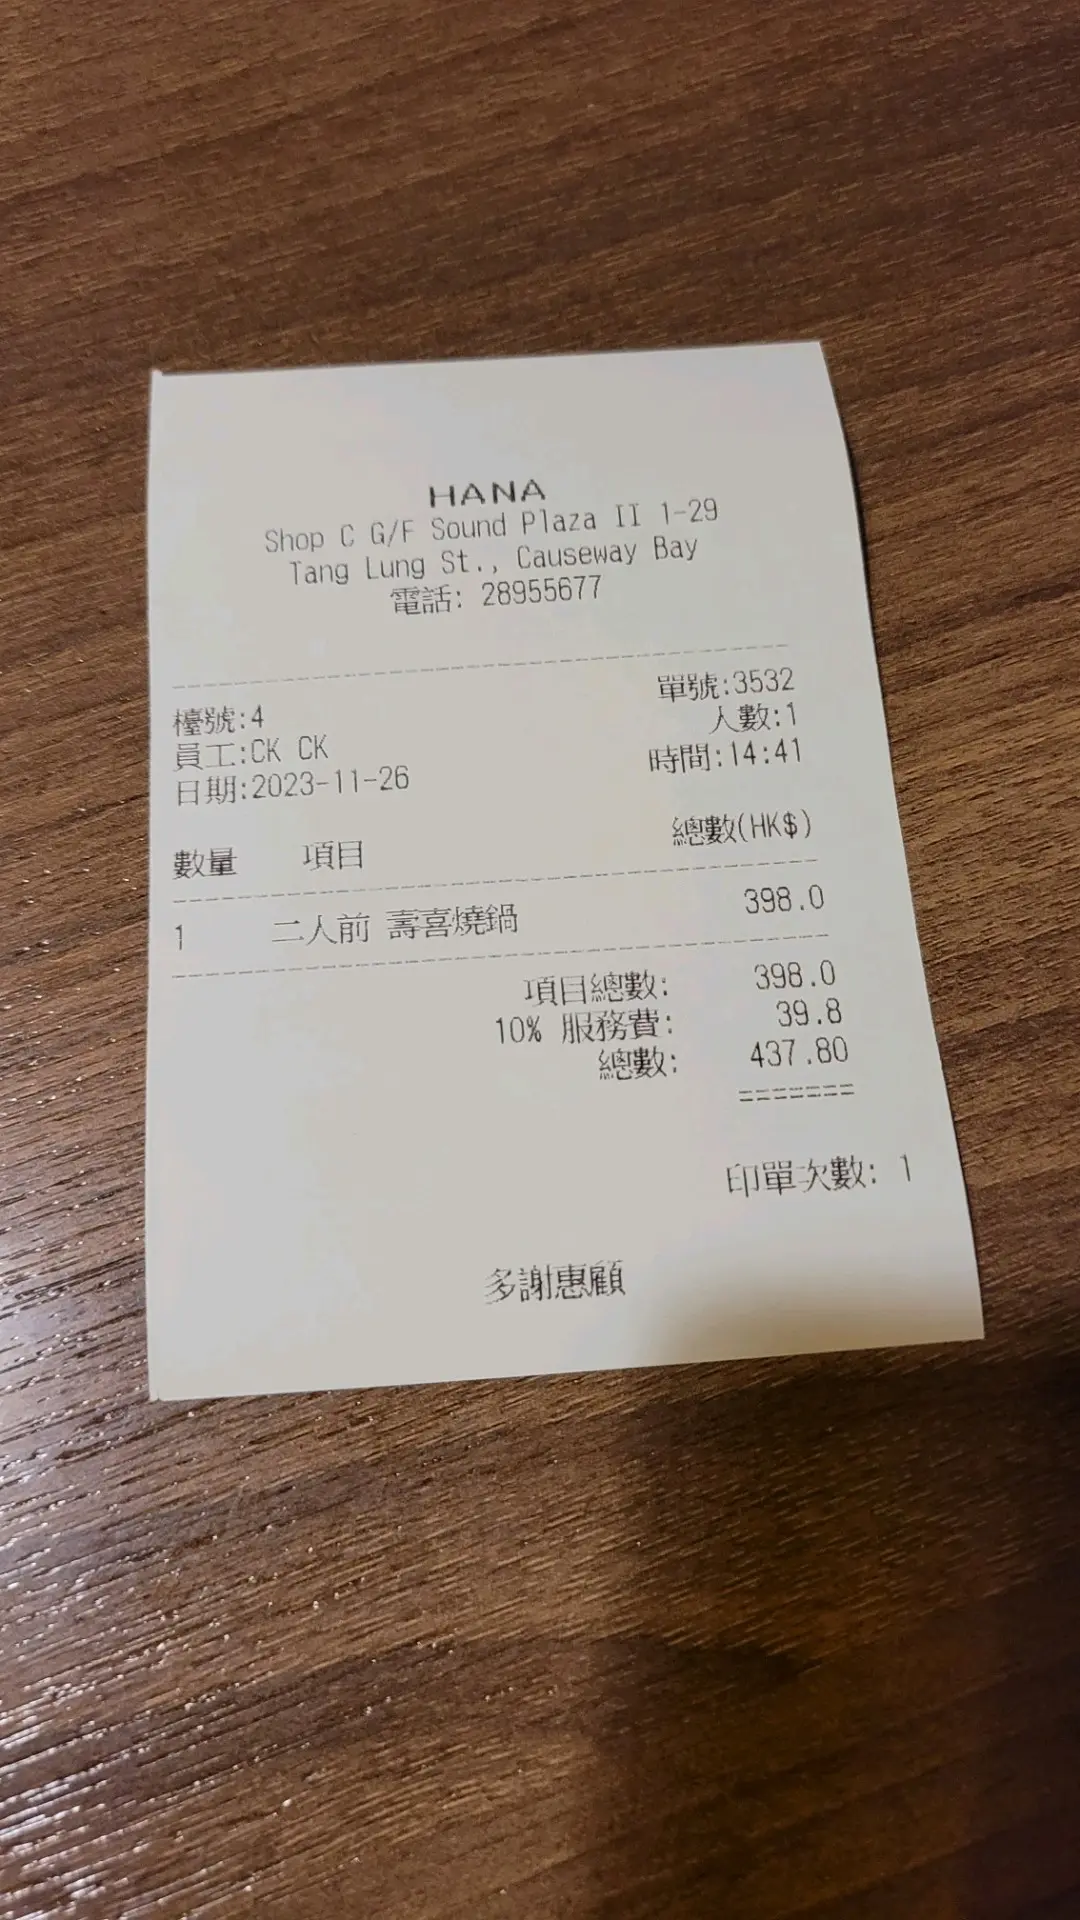 HANA
Shop C G/F Sound Plaza II 1-29
Tang Lung St., Causeway Bay
電話: 28955677
單號:3532
檯號:4 人數:1
員工:CK CK
日期:2023-11-26 時間:14:41
數量 項目 總數(HK$)
1 二人前 壽喜燒鍋 398.0
項目總數: 398.0
10% 服務費: 39.8
總數: 437.80
=======
印單次數: 1
多謝惠顧